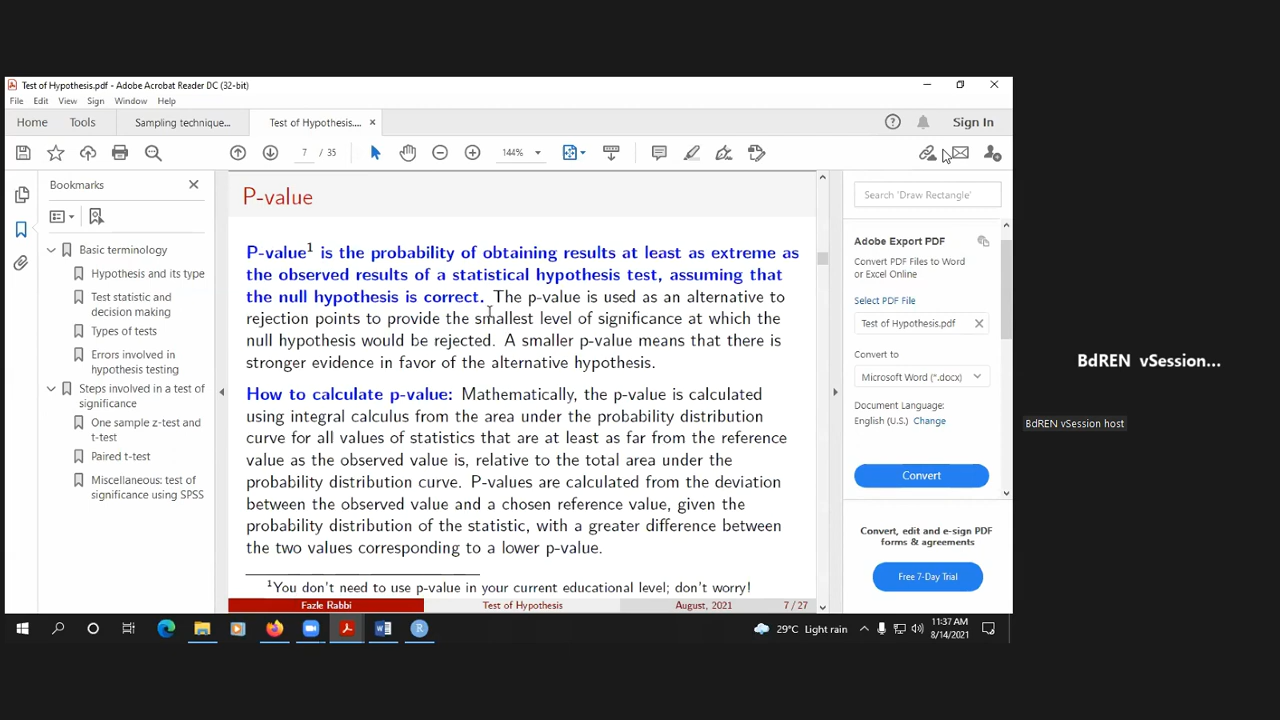 Test of Hypothesis.pdf - Adobe Acrobat Reader DC (32-bit)
File Edit View Sign Window Help
Home Tools Sampling technique... Test of Hypothesis.... × Sign In
7 / 35 144%
Bookmarks
Basic terminology
Hypothesis and its type
Test statistic and
decision making
Types of tests
Errors involved in
hypothesis testing
Steps involved in a test of
significance
One sample z-test and
t-test
Paired t-test
Miscellaneous: test of
significance using SPSS
P-value
P-value1 is the probability of obtaining results at least as extreme as
the observed results of a statistical hypothesis test, assuming that
the null hypothesis is correct. The p-value is used as an alternative to
rejection points to provide the smallest level of significance at which the
null hypothesis would be rejected. A smaller p-value means that there is
stronger evidence in favor of the alternative hypothesis.
How to calculate p-value: Mathematically, the p-value is calculated
using integral calculus from the area under the probability distribution
curve for all values of statistics that are at least as far from the reference
value as the observed value is, relative to the total area under the
probability distribution curve. P-values are calculated from the deviation
between the observed value and a chosen reference value, given the
probability distribution of the statistic, with a greater difference between
the two values corresponding to a lower p-value.
1You don't need to use p-value in your current educational level; don't worry!
Fazle Rabbi Test of Hypothesis August, 2021 7 / 27
Search 'Draw Rectangle'
Adobe Export PDF
Convert PDF Files to Word
or Excel Online
Select PDF File
Test of Hypothesis.pdf
Convert to
Microsoft Word (*.docx)
Document Language:
English (U.S.) Change
Convert
Convert, edit and e-sign PDF
forms & agreements
Free 7-Day Trial
29°C Light rain
11:37 AM
8/14/2021
BdREN vSession...
BdREN vSession host